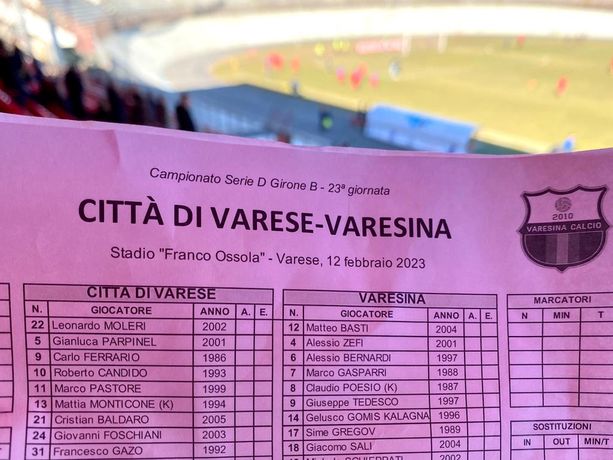 Campionato Serie D Girone B - 23ª giornata
CITTÀ DI VARESE-VARESINA
Stadio "Franco Ossola" - Varese, 12 febbraio 2023
2010
VARESINA CALCIO
CITTÀ DI VARESE
N. GIOCATORE ANNO A. E.
22 Leonardo MOLERI 2002
5 Gianluca PARPINEL 2001
9 Carlo FERRARIO 1986
10 Roberto CANDIDO 1993
11 Marco PASTORE 1999
13 Mattia MONTICONE (K) 1994
21 Cristian BALDARO 2005
24 Giovanni FOSCHIANI 2003
31 Francesco GAZO 1992
VARESINA
N. GIOCATORE ANNO A. E.
12 Matteo BASTI 2004
4 Alessio ZEFI 2001
6 Alessio BERNARDI 1997
7 Marco GASPARRI 1988
8 Claudio POESIO (K) 1987
9 Giuseppe TEDESCO 1997
14 Gelusco GOMIS KALAGNA 1996
17 Sime GREGOV 1989
18 Giacomo SALI 2004
MARCATORI
N MIN T
SOSTITUZIONI
IN OUT MIN/T